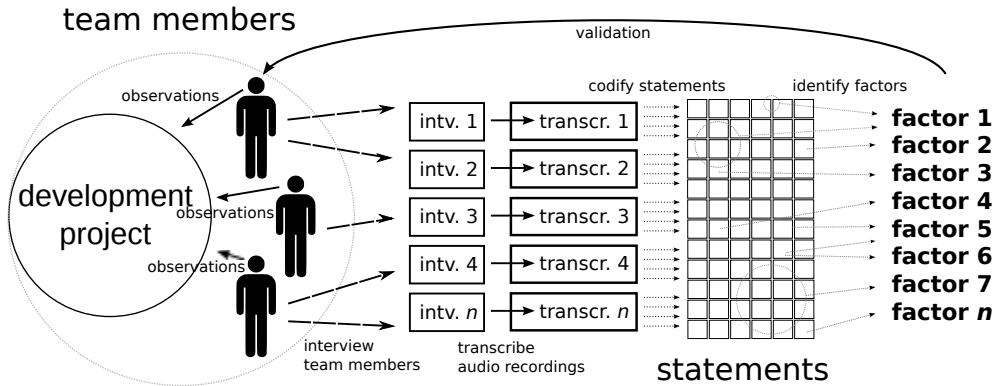 team members
validation
observations
codify statements
identify factors
intv. 1
transcr. 1
factor 1
factor 2
intv. 2
transcr. 2
factor 3
development
project
observations
intv. 3
transcr. 3
factor 4
factor 5
observations
intv. 4
transcr. 4
factor 6
factor 7
intv. n
transcr. n
factor n
interview
team members
transcribe
audio recordings
statements